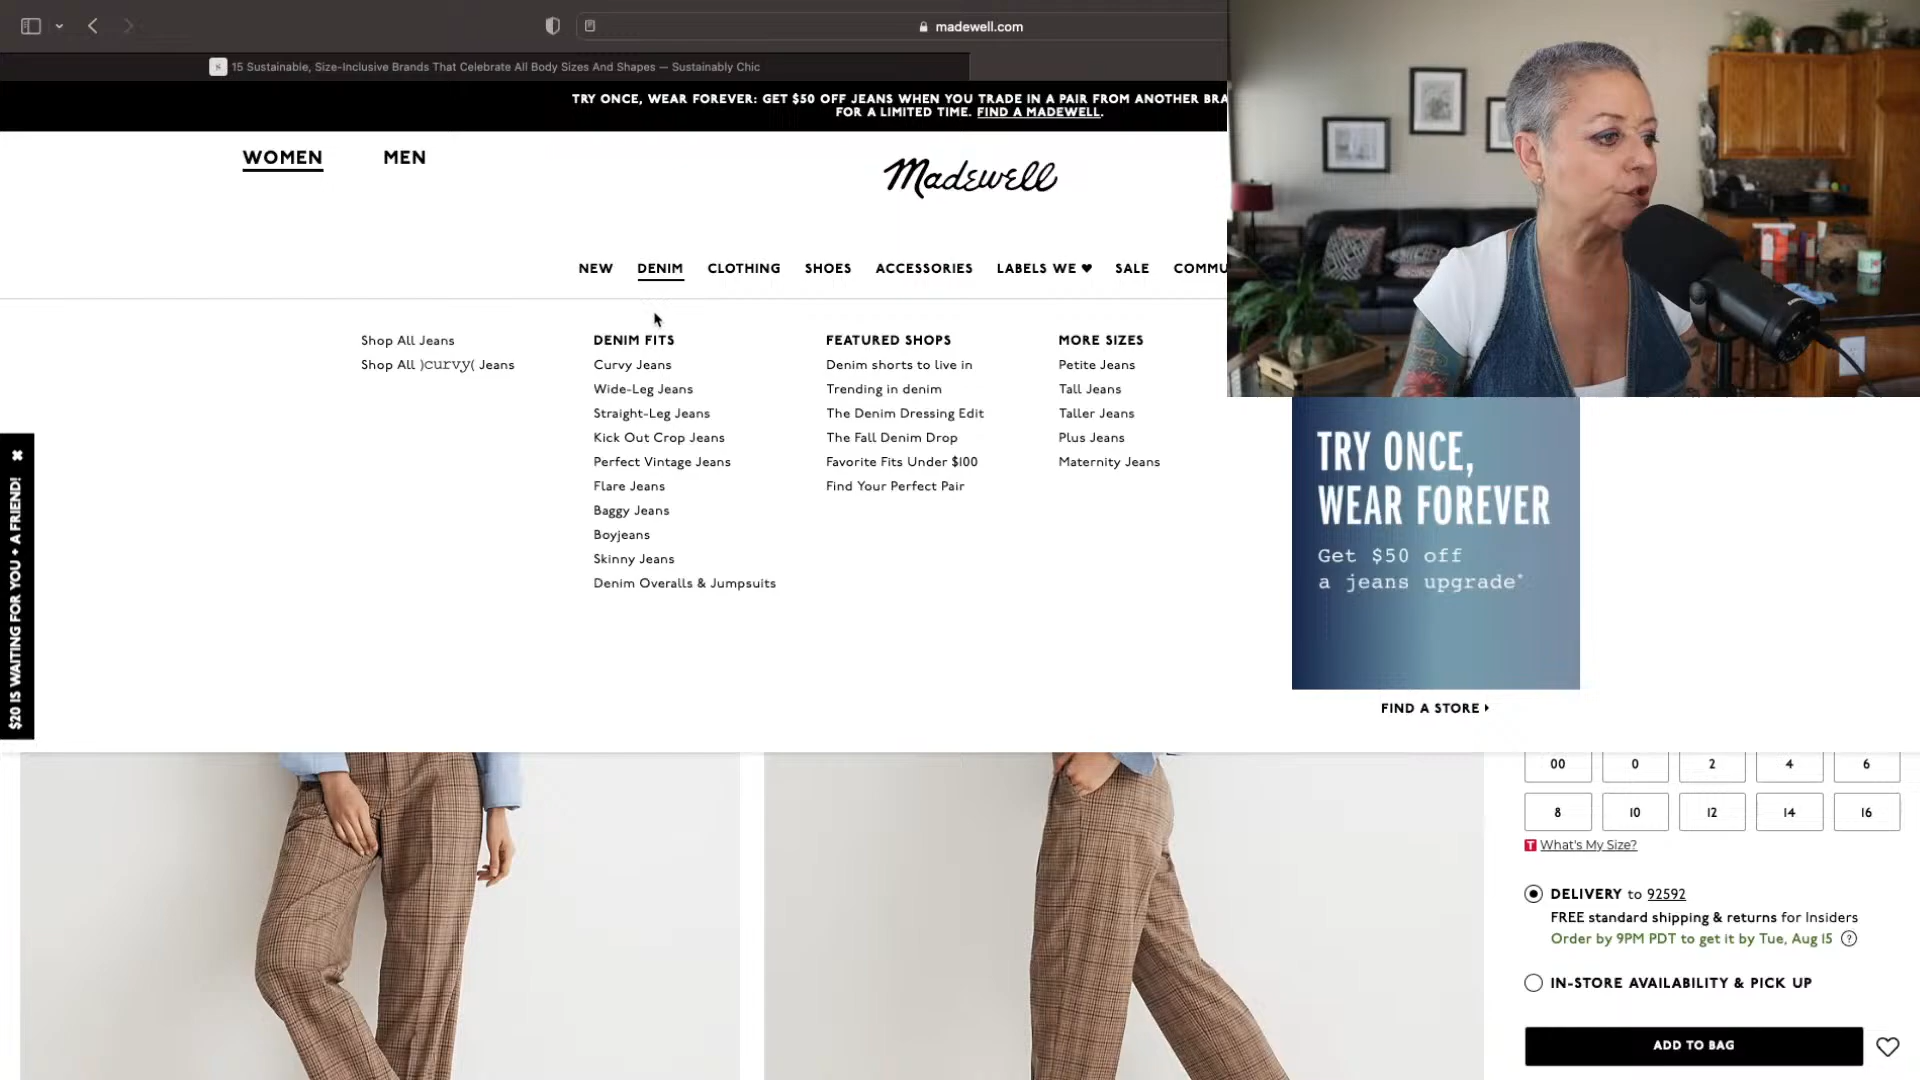 madewell.com
15 Sustainable, Size-Inclusive Brands That Celebrate All Body Sizes And Shapes — Sustainably Chic
TRY ONCE, WEAR FOREVER: GET $50 OFF JEANS WHEN YOU TRADE IN A PAIR FROM ANOTHER
FOR A LIMITED TIME. FIND A MADEWELL.
WOMEN MEN
Madewell
NEW DENIM CLOTHING SHOES ACCESSORIES LABELS WE ♥ SALE
Shop All Jeans
Shop All )curvy( Jeans
DENIM FITS
Curvy Jeans
Wide-Leg Jeans
Straight-Leg Jeans
Kick Out Crop Jeans
Perfect Vintage Jeans
Flare Jeans
Baggy Jeans
Boyjeans
Skinny Jeans
Denim Overalls & Jumpsuits
FEATURED SHOPS
Denim shorts to live in
Trending in denim
The Denim Dressing Edit
The Fall Denim Drop
Favorite Fits Under $100
Find Your Perfect Pair
MORE SIZES
Petite Jeans
Tall Jeans
Taller Jeans
Plus Jeans
Maternity Jeans
TRY ONCE,
WEAR FOREVER
Get $50 off
a jeans upgrade*
FIND A STORE
$20 IS WAITING FOR YOU + A FRIEND!
00 0 2 4 6
8 10 12 14 16
T What's My Size?
DELIVERY to 92592
FREE standard shipping & returns for Insiders
Order by 9PM PDT to get it by Tue, Aug 15 ?
IN-STORE AVAILABILITY & PICK UP
ADD TO BAG